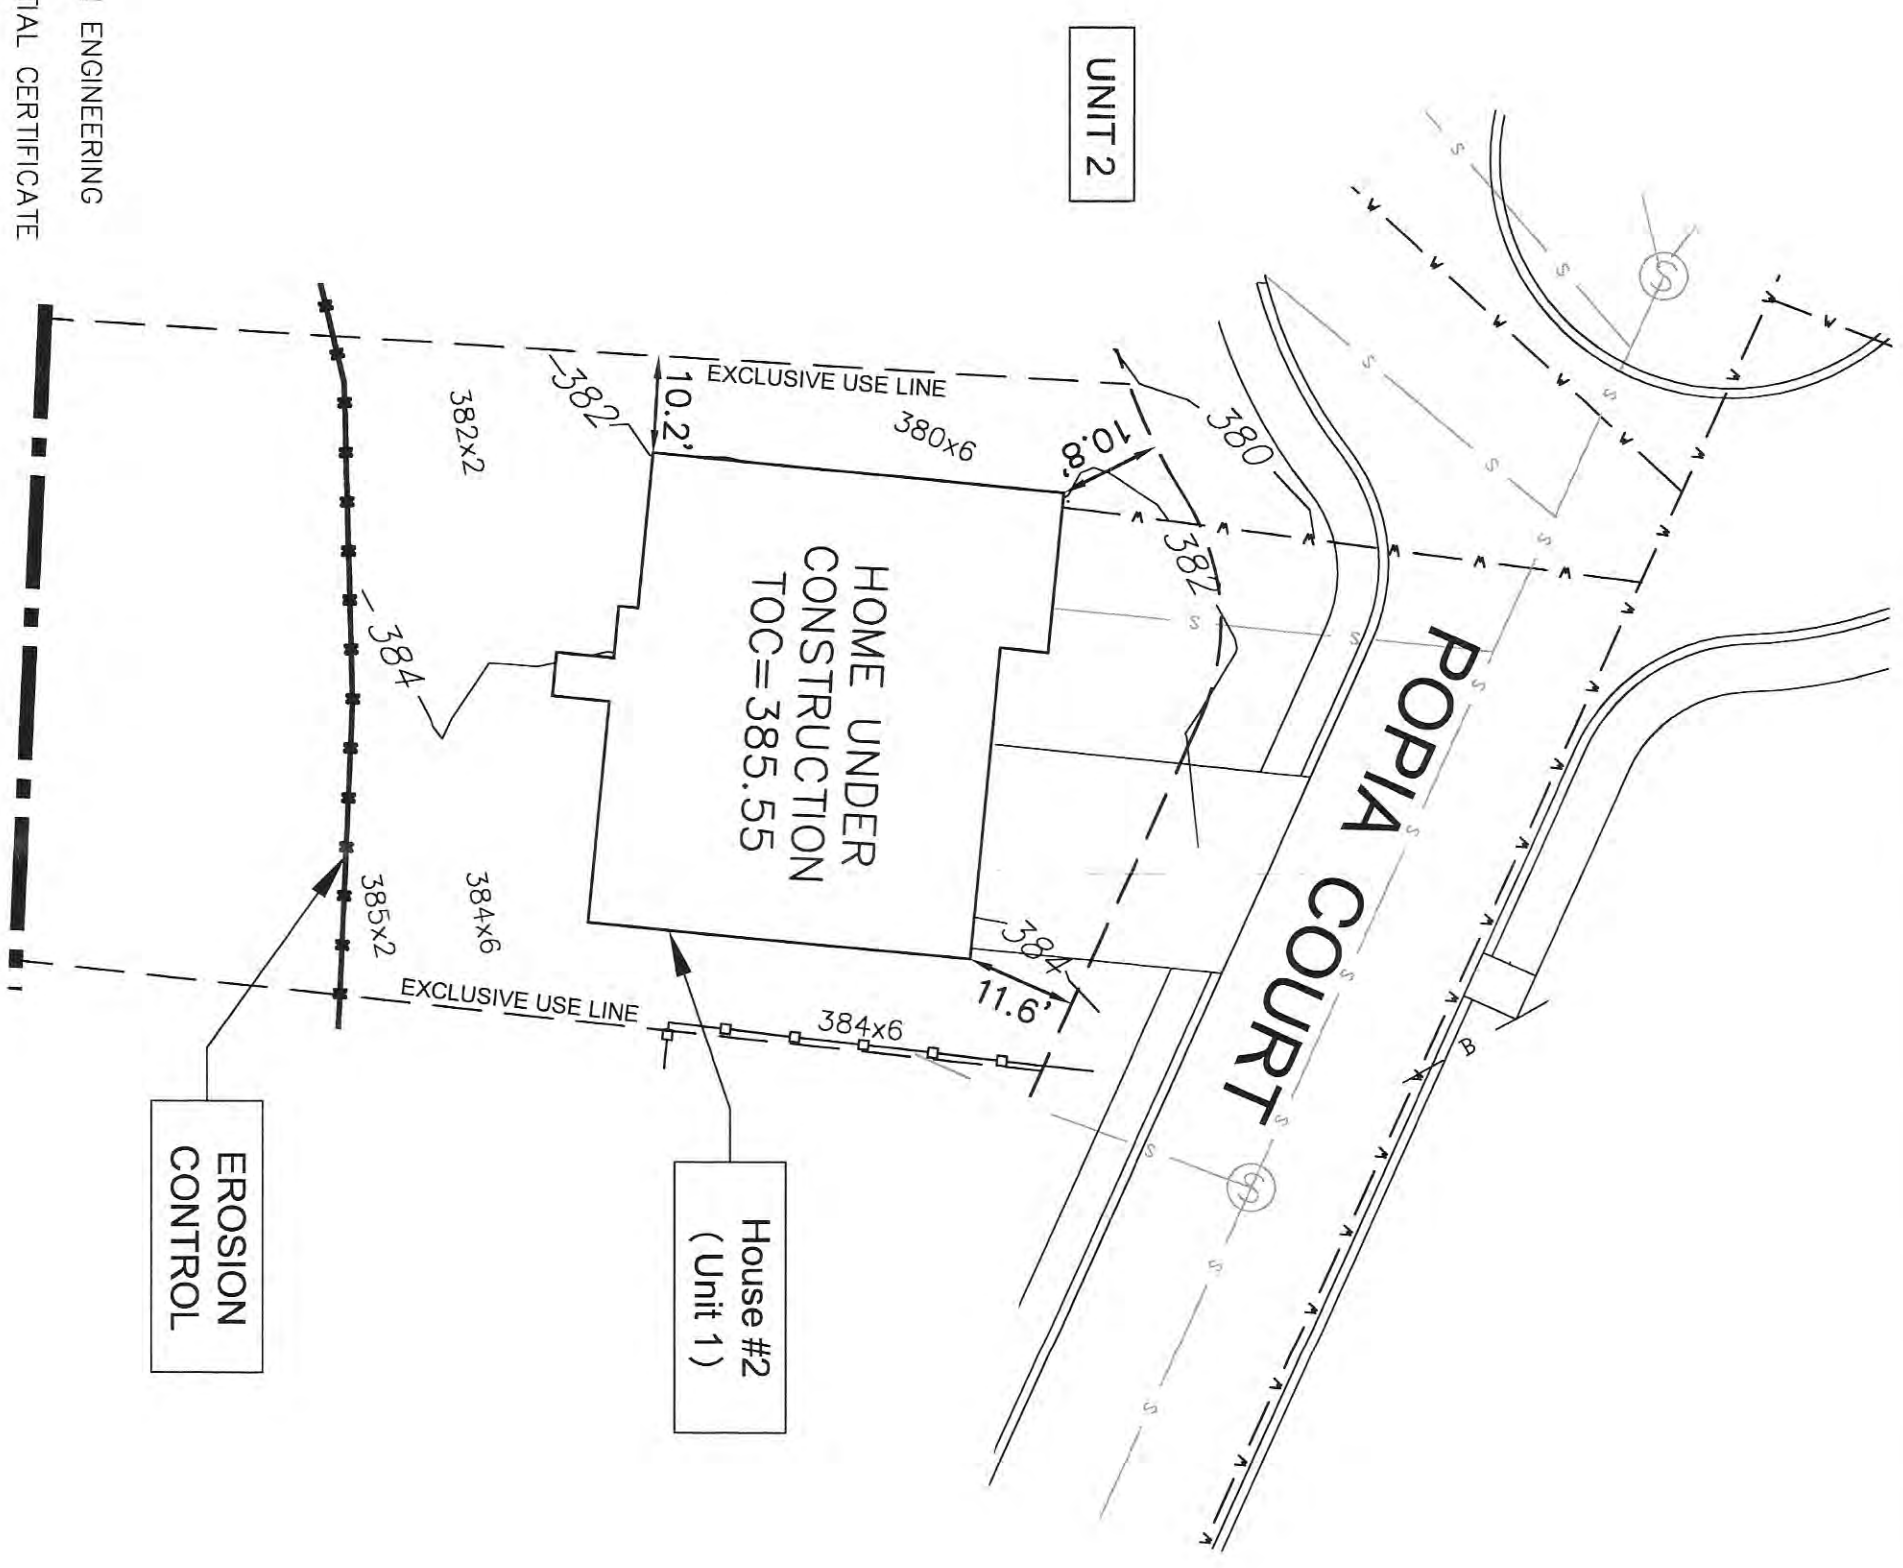 ENGINEERING
CERTIFICATE
UNIT 2
EXCLUSIVE USE LINE
10.2'
382
382x2
380x6
10.8'
380
382
POPIA COURT
HOME UNDER
CONSTRUCTION
TOC=385.55
384
384x6
385x2
384
11.6'
EXCLUSIVE USE LINE
384x6
House #2
(Unit 1)
EROSION
CONTROL
S
S
B